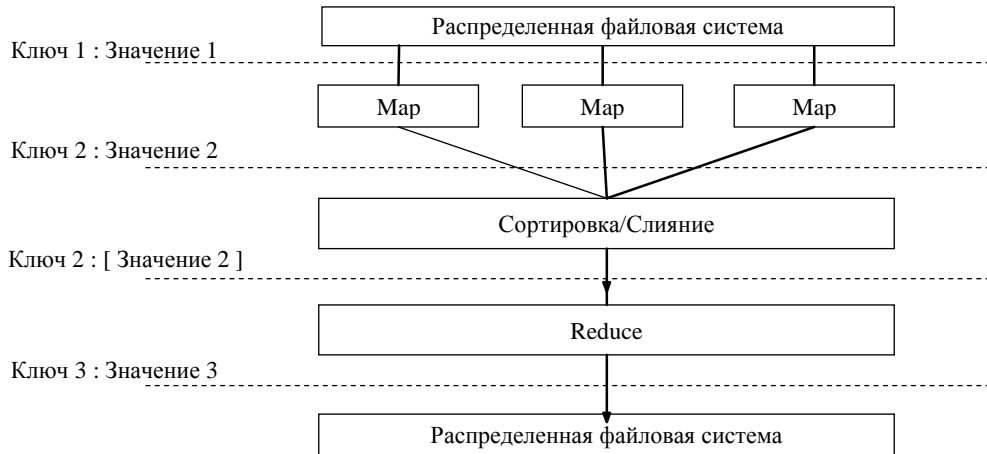 Распределенная файловая система
Ключ 1 : Значение 1
Map Map Map
Ключ 2 : Значение 2
Сортировка/Слияние
Ключ 2 : [ Значение 2 ]
Reduce
Ключ 3 : Значение 3
Распределенная файловая система